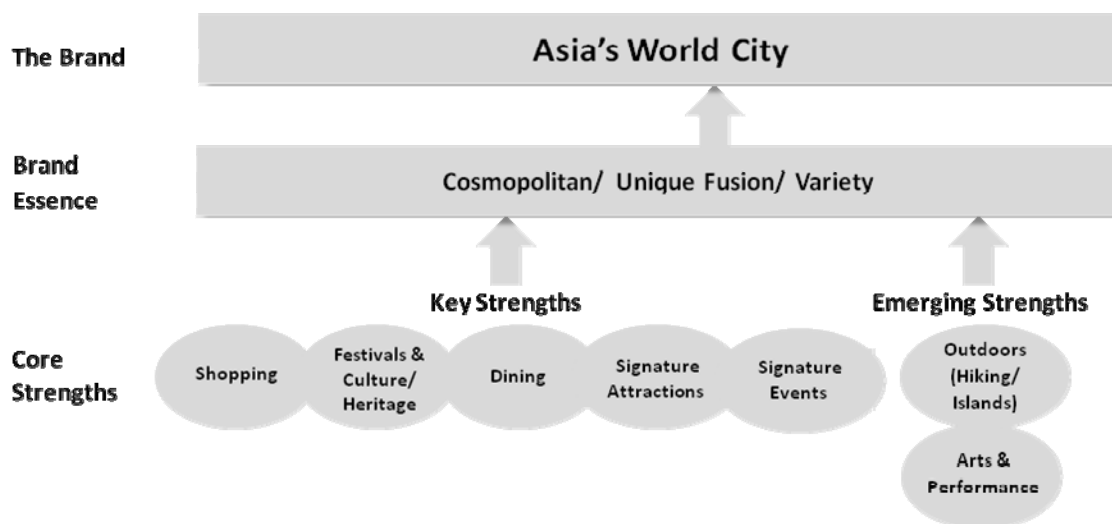 The Brand
Asia's World City
Brand
Essence
Cosmopolitan/ Unique Fusion/ Variety
Key Strengths
Emerging Strengths
Core
Strengths
Shopping
Festivals &
Culture/
Heritage
Dining
Signature
Attractions
Signature
Events
Outdoors
(Hiking/
Islands)
Arts &
Performance